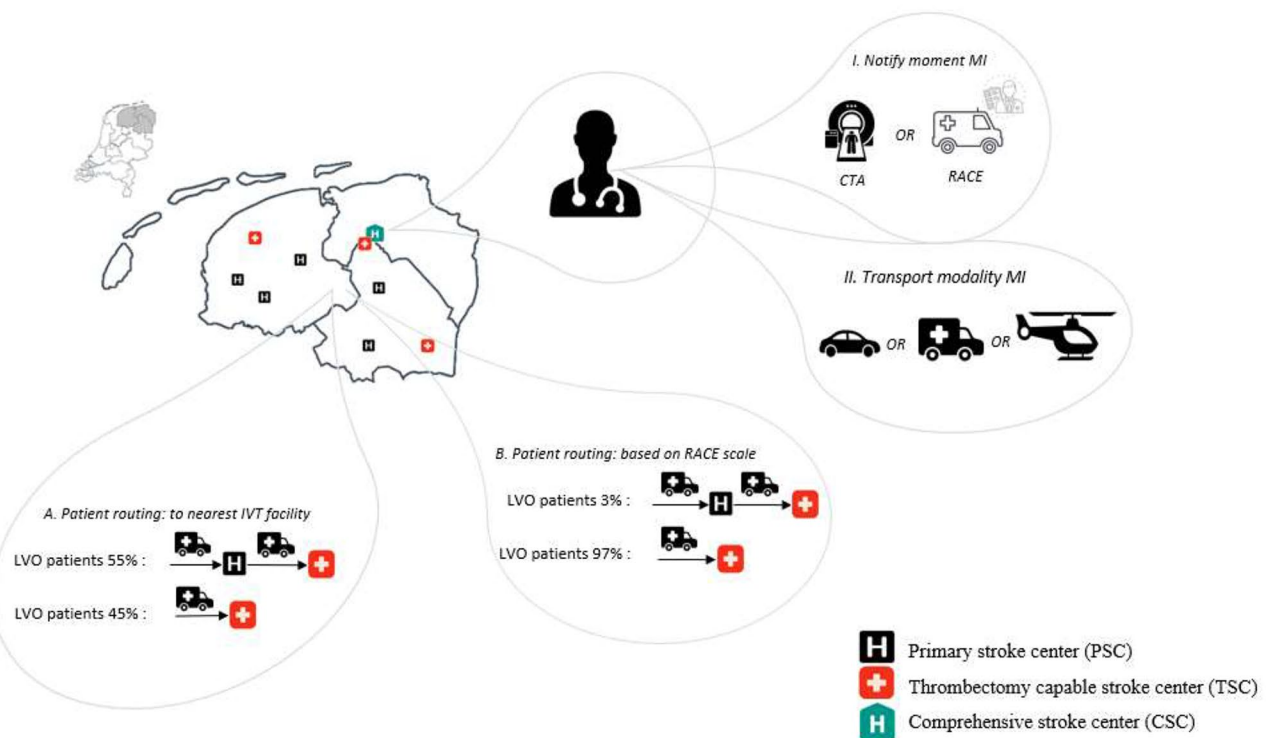 I. Notify moment MI
OR
CTA
RACE
II. Transport modality MI
OR
OR
H
H
H
H
H
H
B. Patient routing: based on RACE scale
LVO patients 3% :
H
LVO patients 97% :
A. Patient routing: to nearest IVT facility
LVO patients 55% :
H
LVO patients 45% :
H Primary stroke center (PSC)
Thrombectomy capable stroke center (TSC)
H Comprehensive stroke center (CSC)